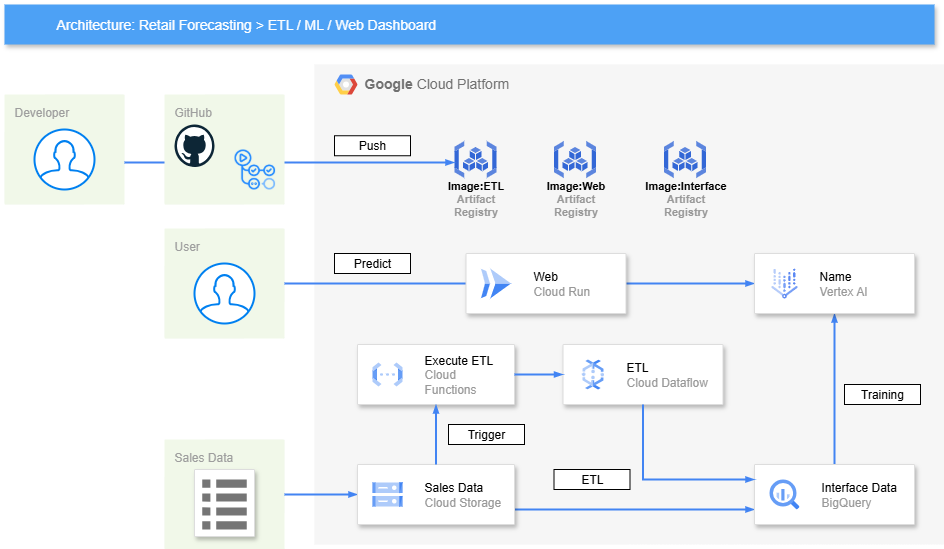 Architecture: Retail Forecasting > ETL / ML / Web Dashboard
Google Cloud Platform
Developer
GitHub
Push
Image:ETL
Artifact
Registry
Image:Web
Artifact
Registry
Image:Interface
Artifact
Registry
User
Predict
Web
Cloud Run
Name
Vertex AI
Execute ETL
Cloud
Functions
ETL
Cloud Dataflow
Training
Trigger
Sales Data
Sales Data
Cloud Storage
ETL
Interface Data
BigQuery